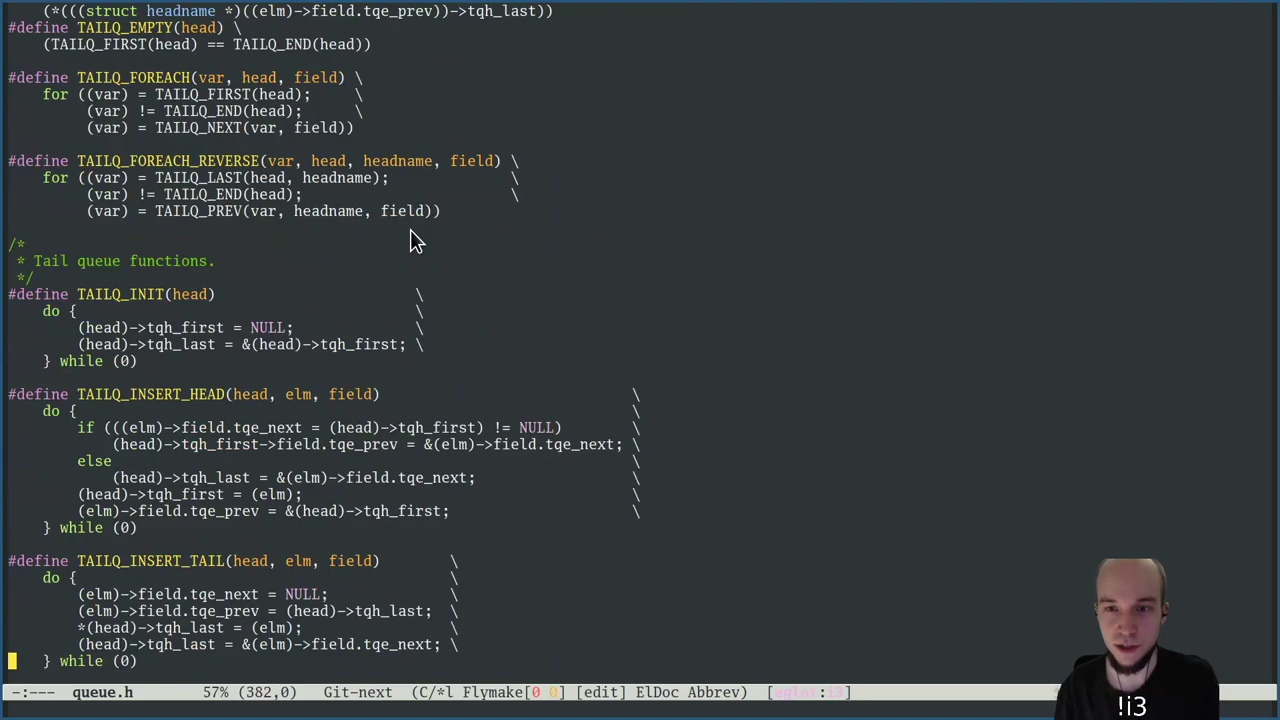 (*(((struct headname *)((elm)->field.tqe_prev))->tqh_last))
#define TAILQ_EMPTY(head) \
    (TAILQ_FIRST(head) == TAILQ_END(head))

#define TAILQ_FOREACH(var, head, field) \
    for ((var) = TAILQ_FIRST(head);     \
         (var) != TAILQ_END(head);      \
         (var) = TAILQ_NEXT(var, field))

#define TAILQ_FOREACH_REVERSE(var, head, headname, field) \
    for ((var) = TAILQ_LAST(head, headname);              \
         (var) != TAILQ_END(head);                        \
         (var) = TAILQ_PREV(var, headname, field))

/*
 * Tail queue functions.
 */
#define TAILQ_INIT(head)                       \
    do {                                       \
        (head)->tqh_first = NULL;              \
        (head)->tqh_last = &(head)->tqh_first; \
    } while (0)

#define TAILQ_INSERT_HEAD(head, elm, field)                             \
    do {                                                                \
        if (((elm)->field.tqe_next = (head)->tqh_first) != NULL)        \
            (head)->tqh_first->field.tqe_prev = &(elm)->field.tqe_next; \
        else                                                            \
            (head)->tqh_last = &(elm)->field.tqe_next;                  \
        (head)->tqh_first = (elm);                                      \
        (elm)->field.tqe_prev = &(head)->tqh_first;                     \
    } while (0)

#define TAILQ_INSERT_TAIL(head, elm, field)        \
    do {                                           \
        (elm)->field.tqe_next = NULL;              \
        (elm)->field.tqe_prev = (head)->tqh_last;  \
        *(head)->tqh_last = (elm);                 \
        (head)->tqh_last = &(elm)->field.tqe_next; \
    } while (0)
-:---  queue.h        57% (382,0)    Git-next  (C/*l Flymake[0 0] [edit] ElDoc Abbrev)  [eglot:i3]
!i3